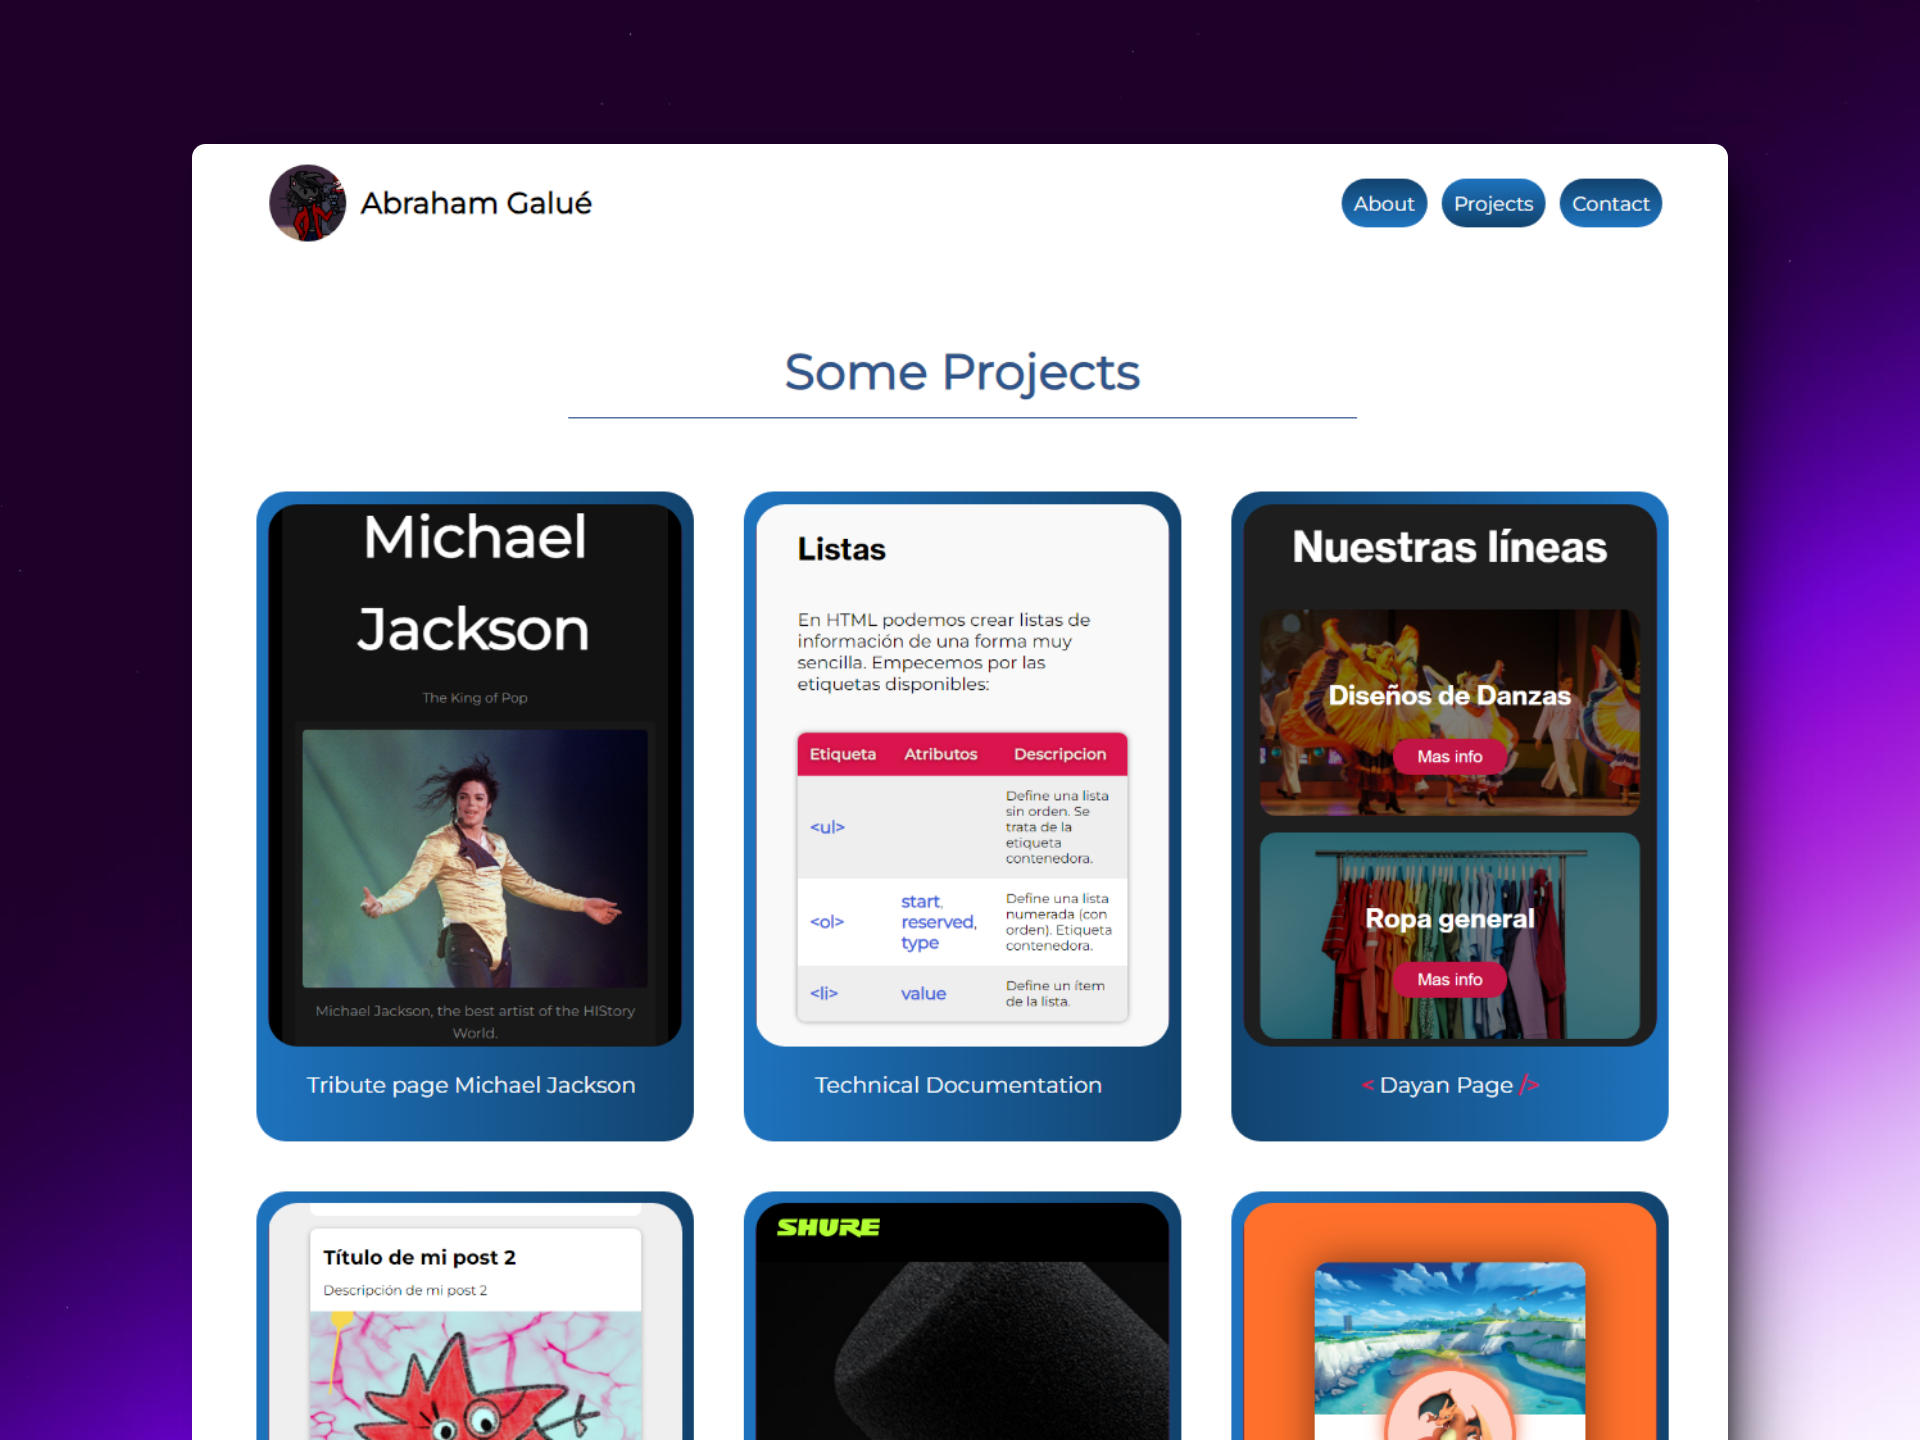 Abraham Galué
About
Projects
Contact
Some Projects
Michael
Jackson
The King of Pop
Michael Jackson, the best artist of the HIStory
World.
Tribute page Michael Jackson
Listas
En HTML podemos crear listas de
información de una forma muy
sencilla. Empecemos por las
etiquetas disponibles:
Etiqueta Atributos Descripcion
<ul>
Define una lista
sin orden. Se
trata de la
etiqueta
contenedora.
<ol>
start,
reserved,
type
Define una lista
numerada (con
orden). Etiqueta
contenedora.
<li>
value
Define un ítem
de la lista.
Technical Documentation
Nuestras líneas
Diseños de Danzas
Mas info
Ropa general
Mas info
< Dayan Page />
Título de mi post 2
Descripción de mi post 2
SHURE